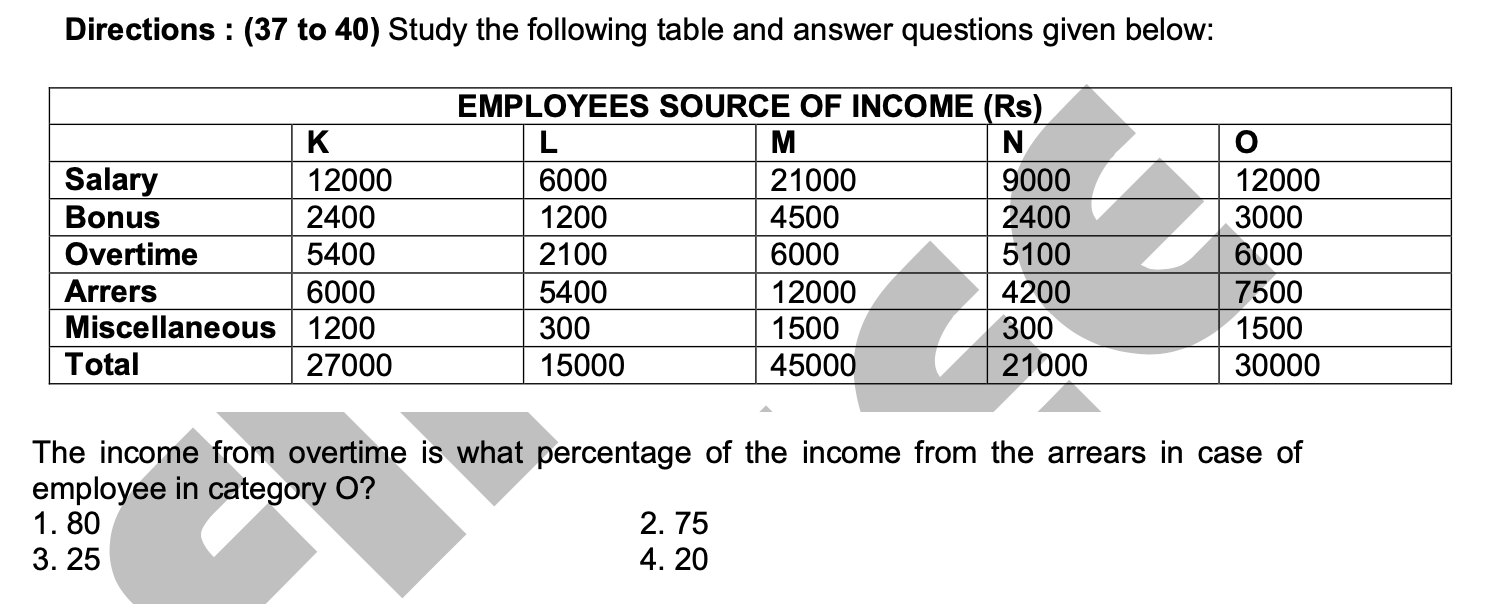 Directions : (37 to 40) Study the following table and answer questions given below:
EMPLOYEES SOURCE OF INCOME (Rs)
K L M N O
Salary 12000 6000 21000 9000 12000
Bonus 2400 1200 4500 2400 3000
Overtime 5400 2100 6000 5100 6000
Arrers 6000 5400 12000 4200 7500
Miscellaneous 1200 300 1500 300 1500
Total 27000 15000 45000 21000 30000
The income from overtime is what percentage of the income from the arrears in case of
employee in category O?
1. 80 2. 75
3. 25 4. 20